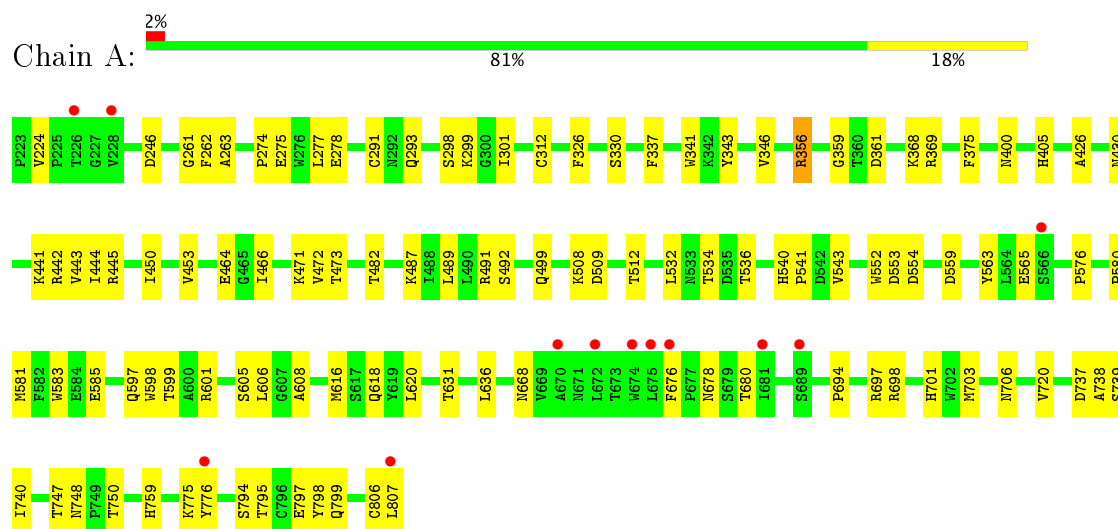 2%
Chain A:
81% 18%
P223 V224 P225 T226 G227 V228 D246 G261 F262 A263 P274 E275 W276 L277 E278 C291 N292 Q293 S298 K299 G300 I301 C312 F326 S330 F337 W341 K342 Y343 V346 R356 G359 T360 D361 K368 R369 F375 N400 H405 A426
K441 R442 V443 I444 R445 I450 V453 E464 G465 I466 K471 V472 T473 T482 K487 I488 L489 L490 R491 S492 Q499 K508 D509 T512 L532 N533 T534 D535 T536 H540 P541 D542 V543 W552 D553 D554 D559 Y563 L564 E565 S566 P576
M581 F582 W583 E584 E585 Q597 W598 T599 A600 R601 S605 L606 G607 A608 M616 S617 Q618 Y619 L620 T631 L636 N668 V669 A670 N671 L672 T673 W674 L675 F676 P677 N678 S679 T680 I681 S689 P694 R697 R698 H701 W702 M703 N706 V720 D737 A738
I740 T747 N748 P749 T750 H759 K775 Y776 S794 T795 C796 E797 Y798 Q799 C806 L807